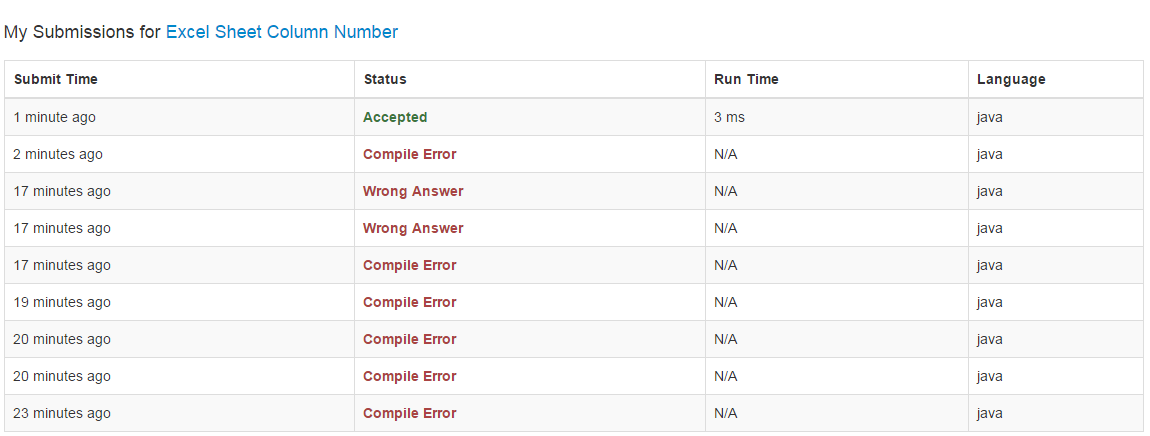 My Submissions for Excel Sheet Column Number
Submit Time Status Run Time Language
1 minute ago Accepted 3 ms java
2 minutes ago Compile Error N/A java
17 minutes ago Wrong Answer N/A java
17 minutes ago Wrong Answer N/A java
17 minutes ago Compile Error N/A java
19 minutes ago Compile Error N/A java
20 minutes ago Compile Error N/A java
20 minutes ago Compile Error N/A java
23 minutes ago Compile Error N/A java